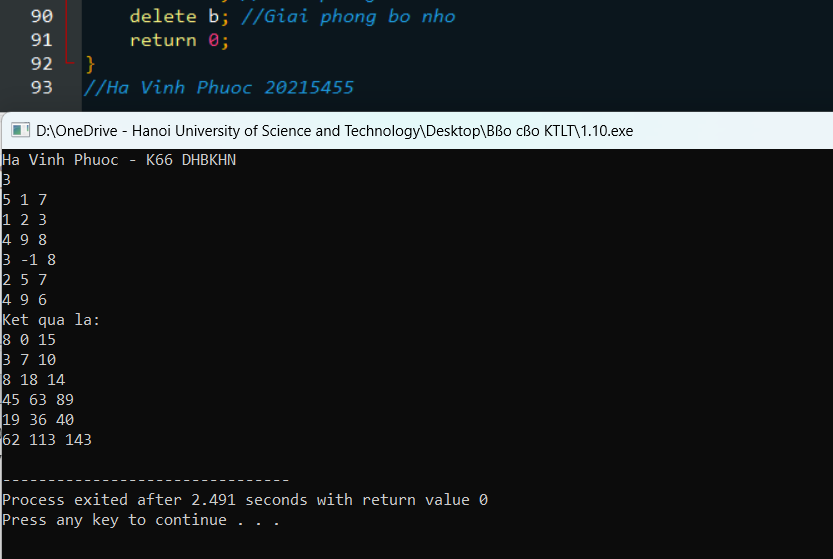 90 delete b; //Giai phong bo nho
91 return 0;
92 }
93 //Ha Vinh Phuoc 20215455
D:\OneDrive - Hanoi University of Science and Technology\Desktop\Bßo cßo KTLT\1.10.exe
Ha Vinh Phuoc - K66 DHBKHN
3
5 1 7
1 2 3
4 9 8
3 -1 8
2 5 7
4 9 6
Ket qua la:
8 0 15
3 7 10
8 18 14
45 63 89
19 36 40
62 113 143
--------------------------------
Process exited after 2.491 seconds with return value 0
Press any key to continue . . .